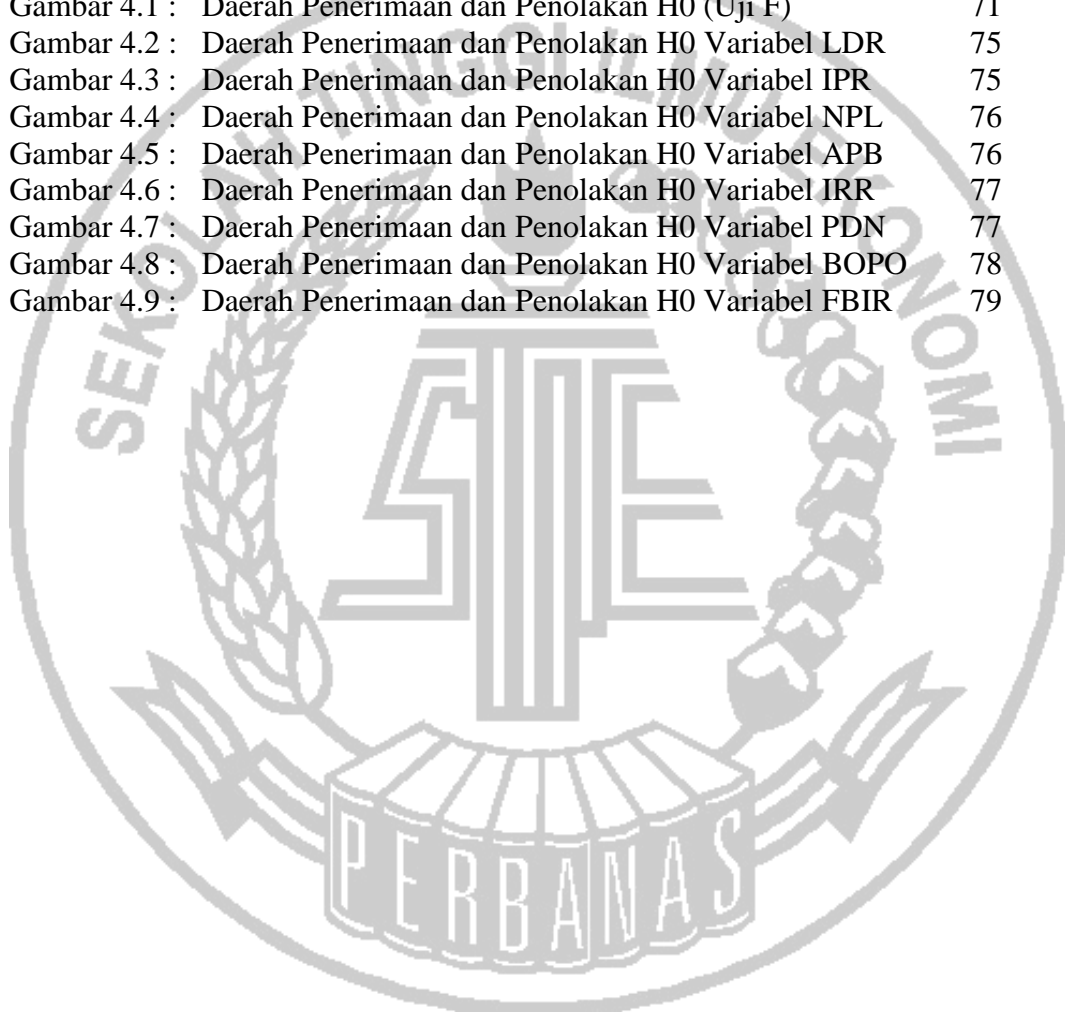 Gambar 4.1 : Daerah Penerimaan dan Penolakan H0 (Uji F) 71
Gambar 4.2 : Daerah Penerimaan dan Penolakan H0 Variabel LDR 75
Gambar 4.3 : Daerah Penerimaan dan Penolakan H0 Variabel IPR 75
Gambar 4.4 : Daerah Penerimaan dan Penolakan H0 Variabel NPL 76
Gambar 4.5 : Daerah Penerimaan dan Penolakan H0 Variabel APB 76
Gambar 4.6 : Daerah Penerimaan dan Penolakan H0 Variabel IRR 77
Gambar 4.7 : Daerah Penerimaan dan Penolakan H0 Variabel PDN 77
Gambar 4.8 : Daerah Penerimaan dan Penolakan H0 Variabel BOPO 78
Gambar 4.9 : Daerah Penerimaan dan Penolakan H0 Variabel FBIR 79
SEKOLAH TINGGI ILMU EKONOMI
STIE
PERBANAS